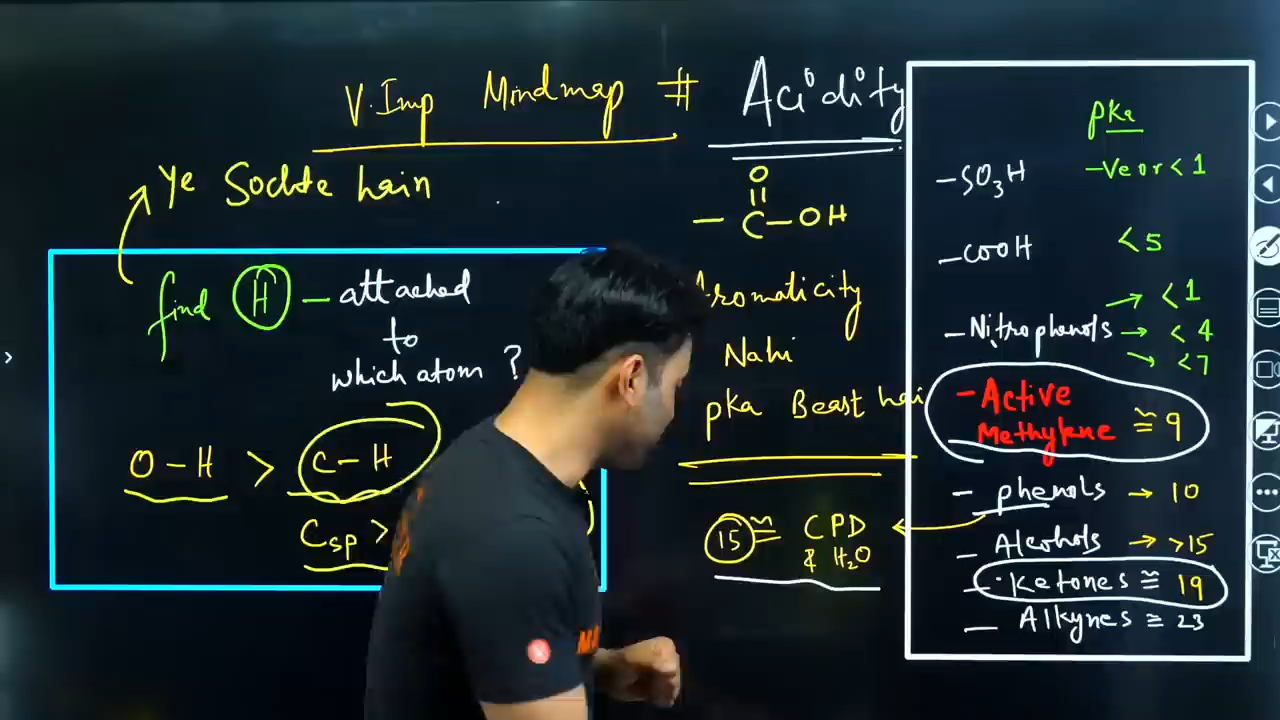 V.Imp Mindmap # Acidity
Ye Sochte hain
find H - attached
to
which atom ?
O - H > C - H
Csp >
O
||
- C - OH
Aromaticity
Nahi
pka Beast hai
15 ≅ CPD
& H₂O
pka
- SO₃H -Ve or < 1
- COOH < 5
→ < 1
- Nitrophenols → < 4
→ < 7
- Active
Methylene ≅ 9
- phenols → 10
- Alcohols → >15
- Ketones ≅ 19
- Alkynes ≅ 23